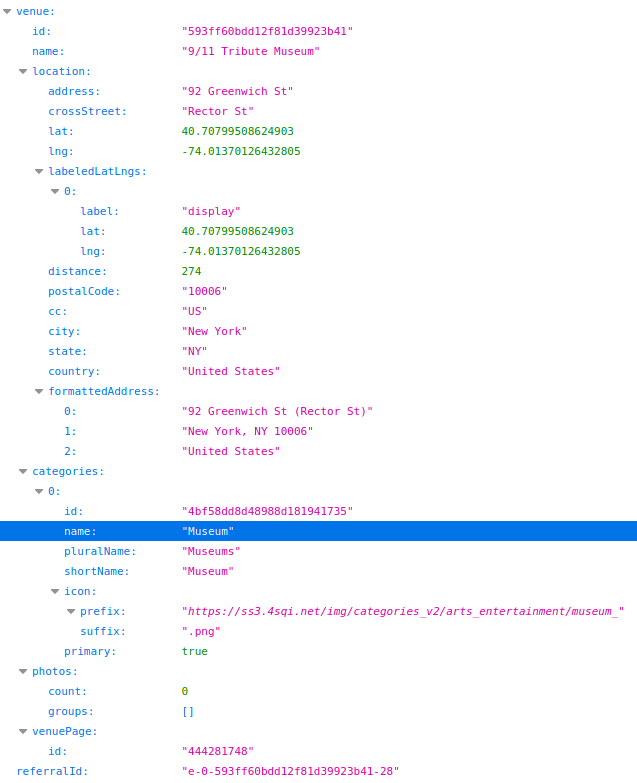 venue:
id: "593ff60bdd12f81d39923b41"
name: "9/11 Tribute Museum"
location:
address: "92 Greenwich St"
crossStreet: "Rector St"
lat: 40.70799508624903
lng: -74.01370126432805
labeledLatLngs:
0:
label: "display"
lat: 40.70799508624903
lng: -74.01370126432805
distance: 274
postalCode: "10006"
cc: "US"
city: "New York"
state: "NY"
country: "United States"
formattedAddress:
0: "92 Greenwich St (Rector St)"
1: "New York, NY 10006"
2: "United States"
categories:
0:
id: "4bf58dd8d48988d181941735"
name: "Museum"
pluralName: "Museums"
shortName: "Museum"
icon:
prefix: "https://ss3.4sqi.net/img/categories_v2/arts_entertainment/museum_"
suffix: ".png"
primary: true
photos:
count: 0
groups: []
venuePage:
id: "444281748"
referralId: "e-0-593ff60bdd12f81d39923b41-28"